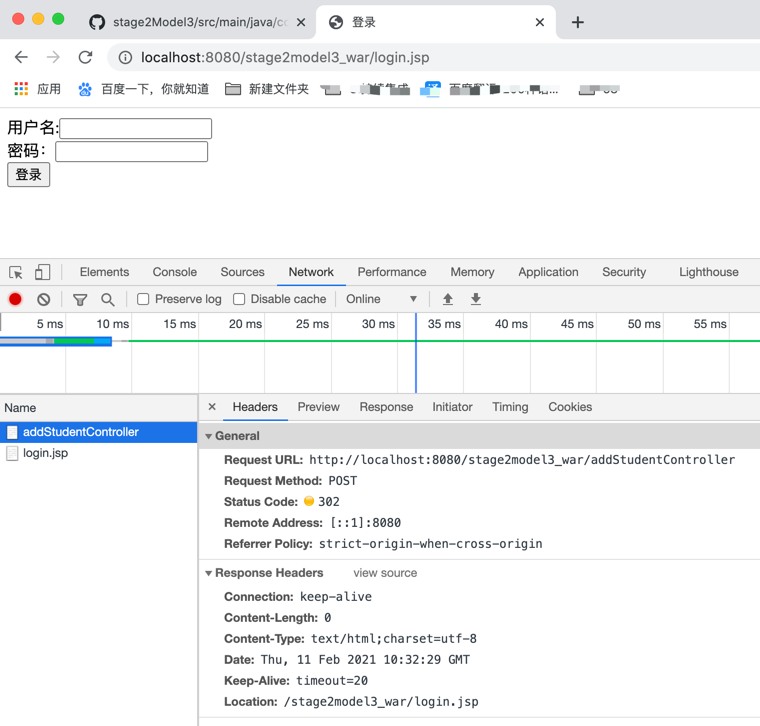 stage2Model3/src/main/java/cc
登录
localhost:8080/stage2model3_war/login.jsp
应用
百度一下，你就知道
新建文件夹
用户名:
密码：
登录
Elements Console Sources Network Performance Memory Application Security Lighthouse
Preserve log Disable cache Online
5 ms 10 ms 15 ms 20 ms 25 ms 30 ms 35 ms 40 ms 45 ms 50 ms 55 ms
Name
Headers Preview Response Initiator Timing Cookies
addStudentController
login.jsp
General
Request URL: http://localhost:8080/stage2model3_war/addStudentController
Request Method: POST
Status Code: 302
Remote Address: [::1]:8080
Referrer Policy: strict-origin-when-cross-origin
Response Headers view source
Connection: keep-alive
Content-Length: 0
Content-Type: text/html;charset=utf-8
Date: Thu, 11 Feb 2021 10:32:29 GMT
Keep-Alive: timeout=20
Location: /stage2model3_war/login.jsp